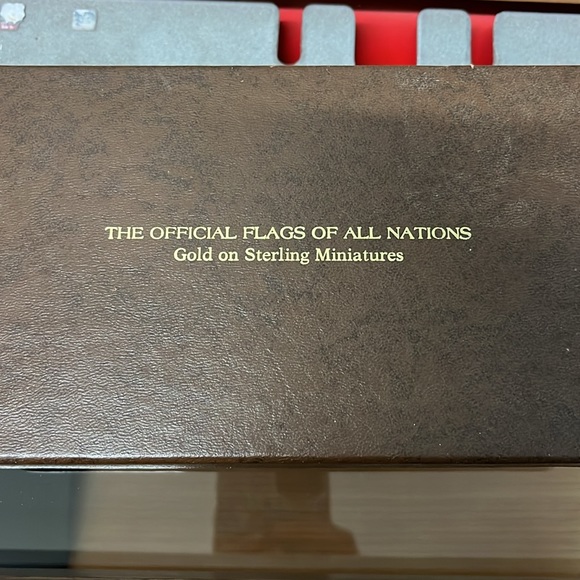 THE OFFICIAL FLAGS OF ALL NATIONS
Gold on Sterling Miniatures